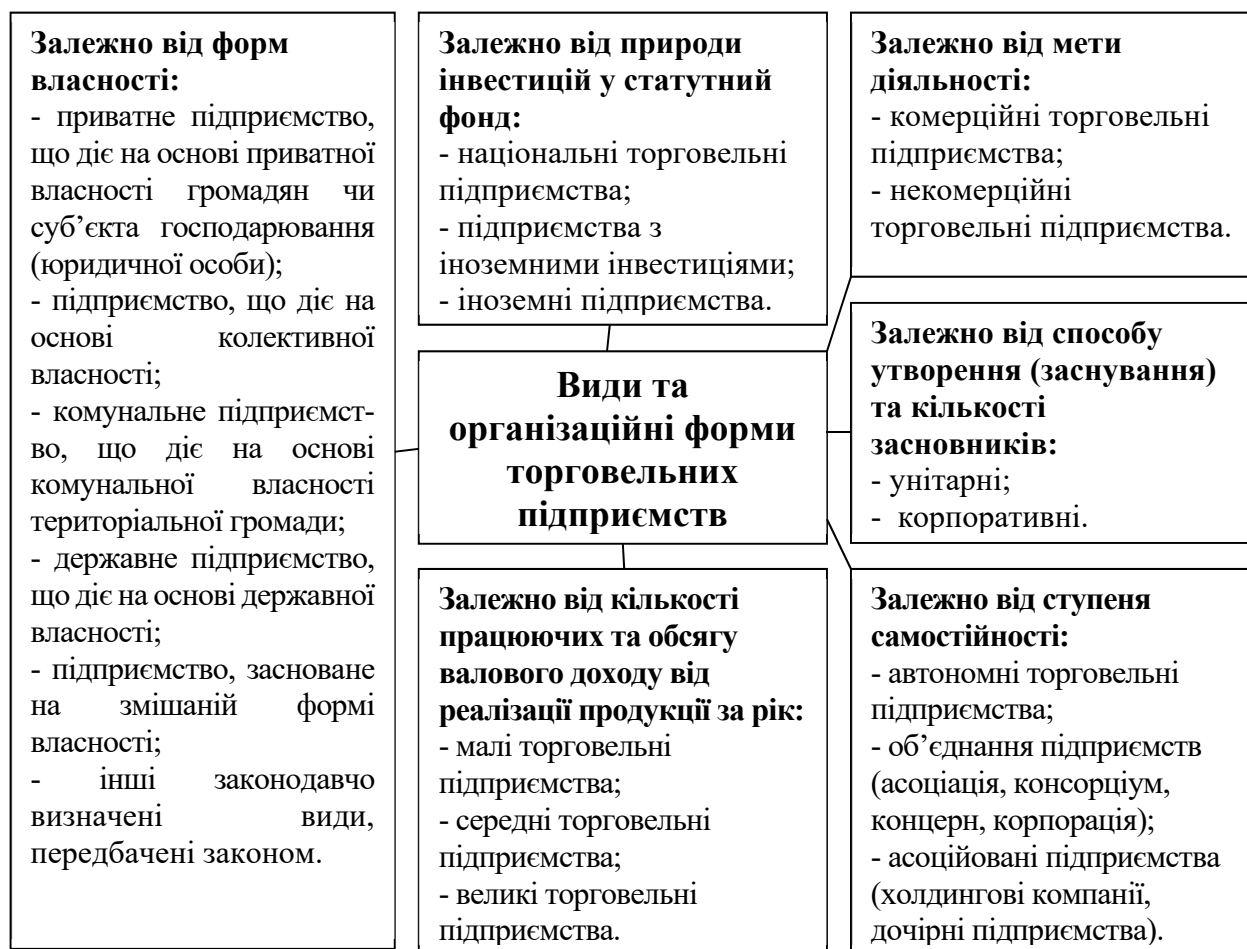 Залежно від форм
власності:
- приватне підприємство,
що діє на основі приватної
власності громадян чи
суб’єкта господарювання
(юридичної особи);
- підприємство, що діє на
основі колективної
власності;
- комунальне підприємст-
во, що діє на основі
комунальної власності
територіальної громади;
- державне підприємство,
що діє на основі державної
власності;
- підприємство, засноване
на змішаній формі
власності;
- інші законодавчо
визначені види,
передбачені законом.
Залежно від природи
інвестицій у статутний
фонд:
- національні торговельні
підприємства;
- підприємства з
іноземними інвестиціями;
- іноземні підприємства.
Залежно від мети
діяльності:
- комерційні торговельні
підприємства;
- некомерційні
торговельні підприємства.
Види та
організаційні форми
торговельних
підприємств
Залежно від способу
утворення (заснування)
та кількості
засновників:
- унітарні;
- корпоративні.
Залежно від кількості
працюючих та обсягу
валового доходу від
реалізації продукції за рік:
- малі торговельні
підприємства;
- середні торговельні
підприємства;
- великі торговельні
підприємства.
Залежно від ступеня
самостійності:
- автономні торговельні
підприємства;
- об’єднання підприємств
(асоціація, консорціум,
концерн, корпорація);
- асоційовані підприємства
(холдингові компанії,
дочірні підприємства).